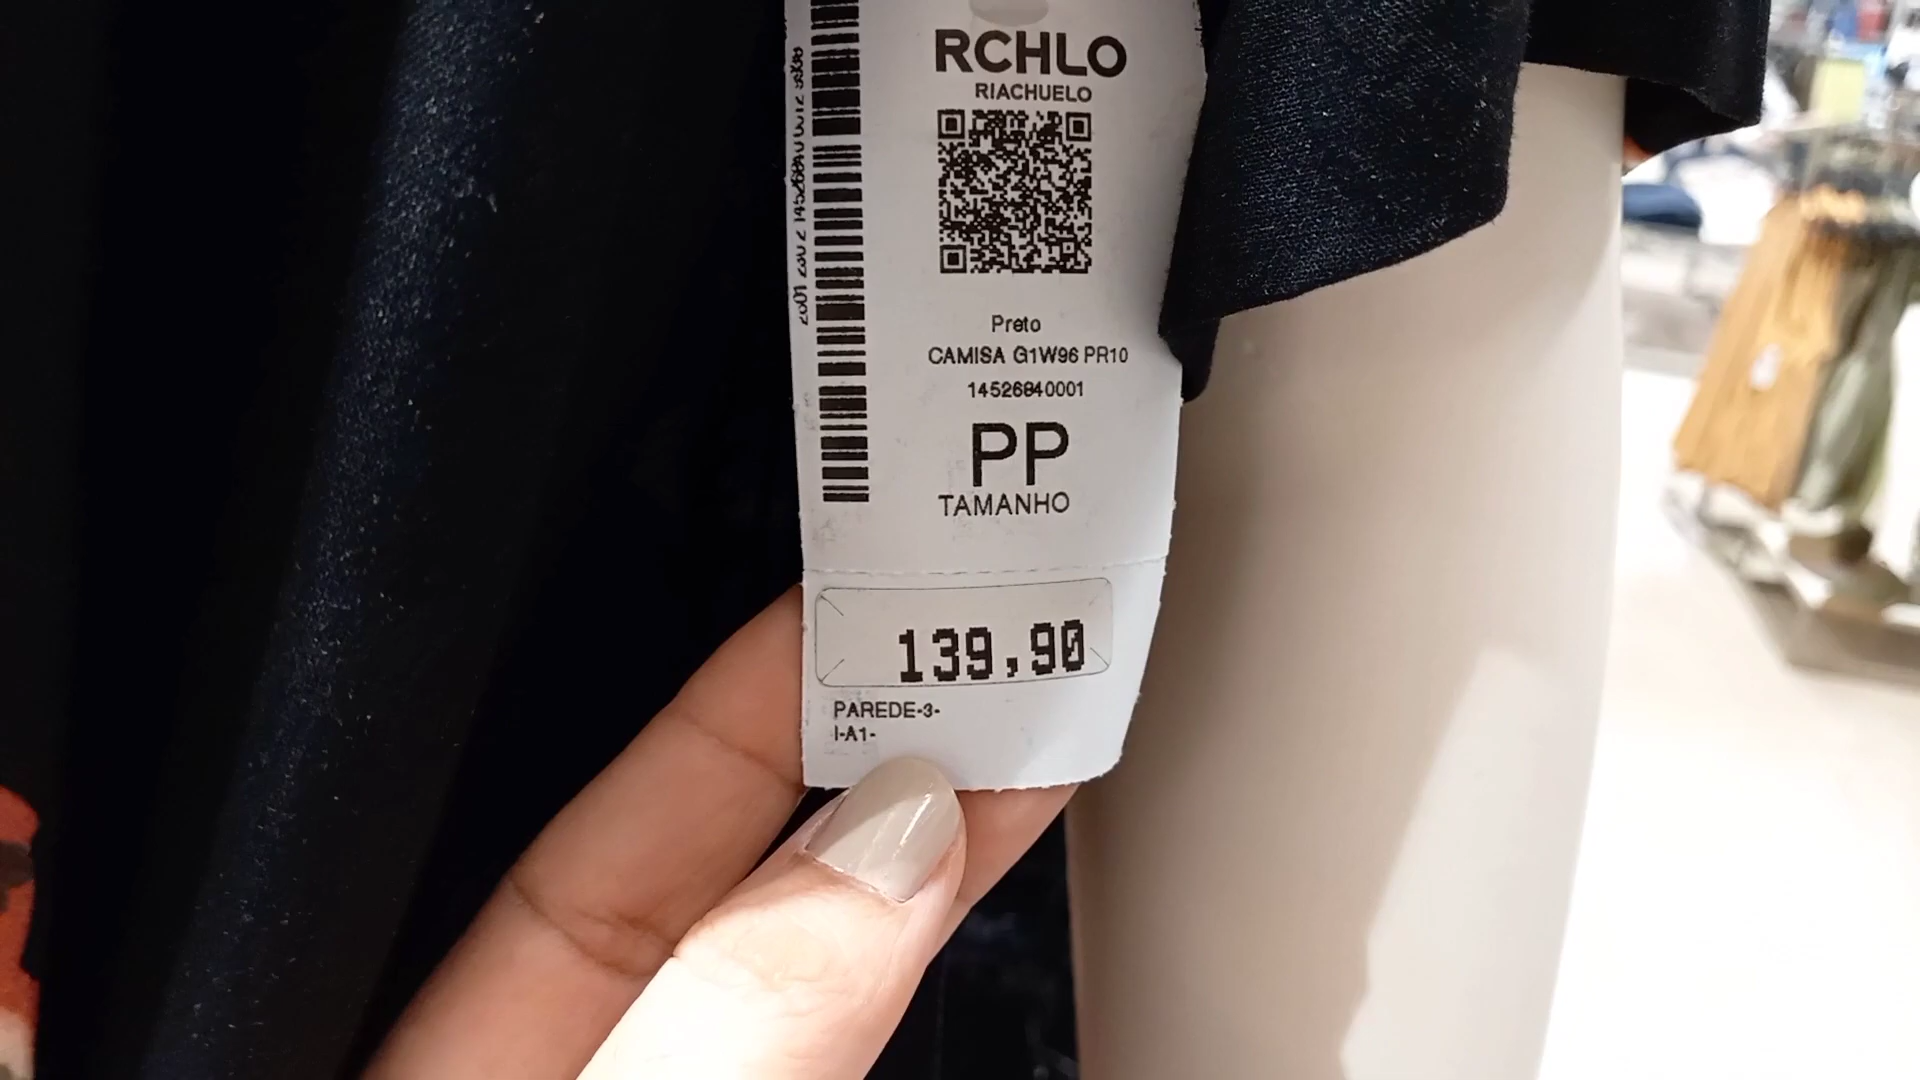 RCHLO
RIACHUELO
Preto
CAMISA G1W96 PR10
14526840001
PP
TAMANHO
139,90
PAREDE-3-
I-A1-